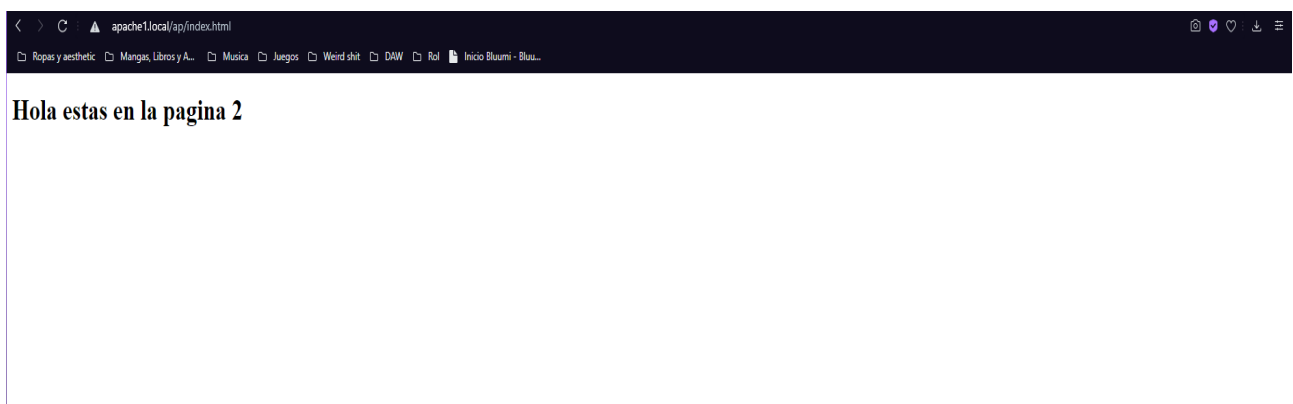 apache1.local/ap/index.html
Ropas y aesthetic Mangas, Libros y A... Musica Juegos Weird shit DAW Rol Inicio Bluumi - Bluu...
Hola estas en la pagina 2